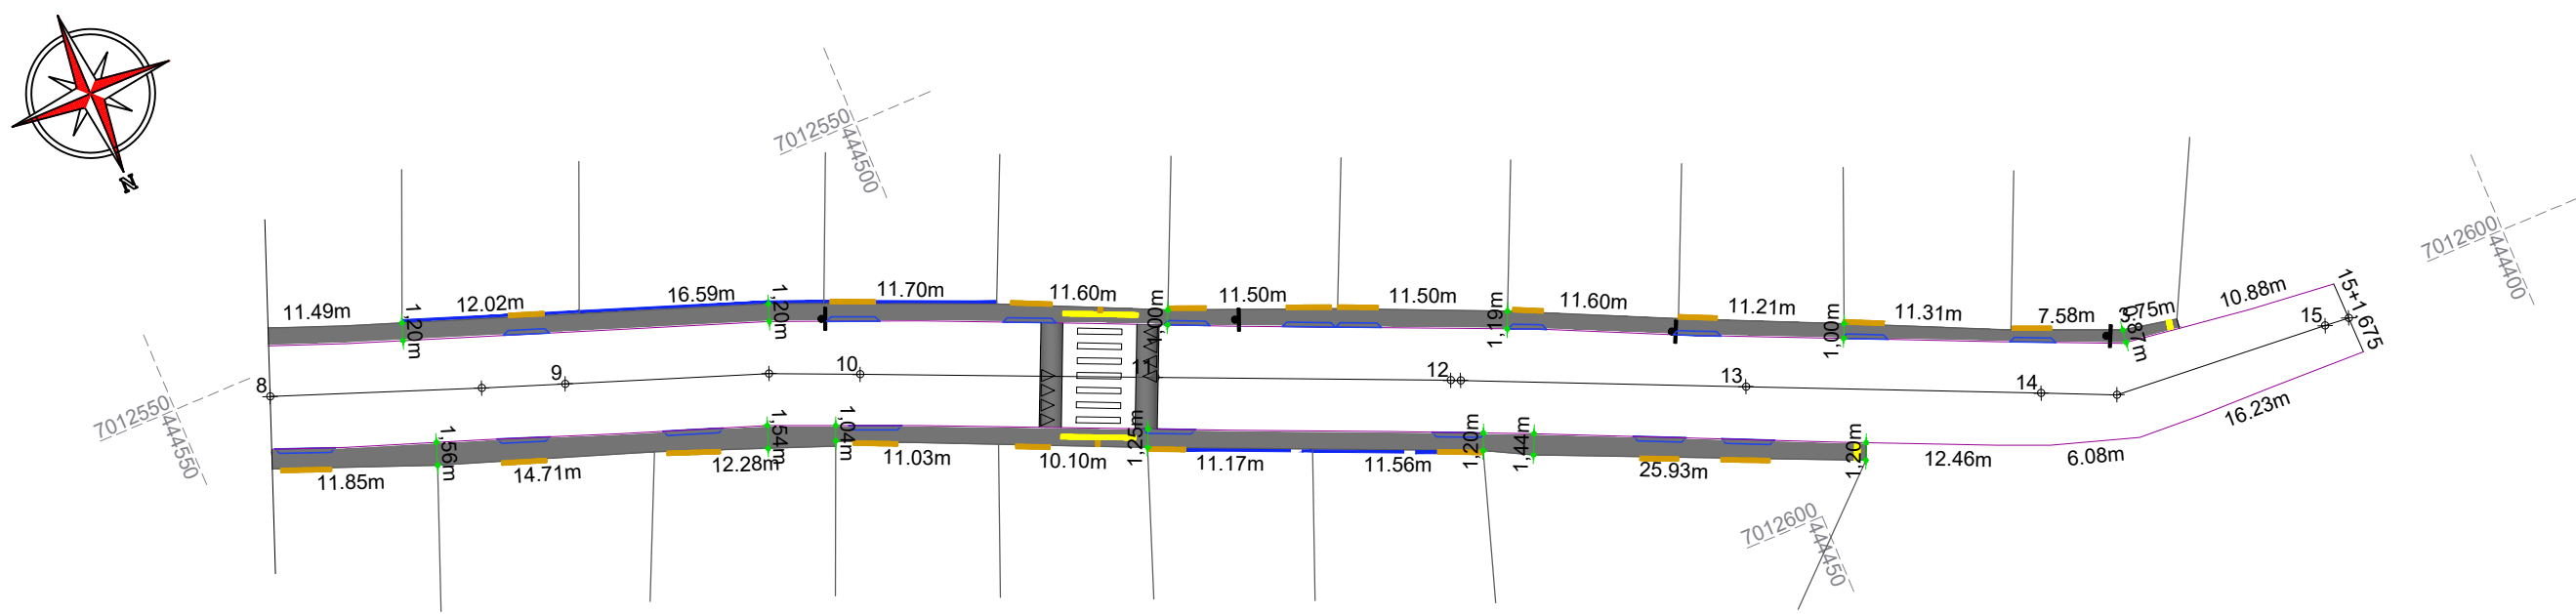 N
7012550
444500
7012600
444400
11.49m
12.02m
16.59m
11.70m
11.60m
11.50m
11.50m
11.60m
11.21m
11.31m
7.58m
3.75m
10.88m
1,20m
1,20m
1,00m
1,19m
1,00m
0,87m
15+1.675
8
9
10
11
12
13
14
15
7012550
444550
1,56m
1,54m
1,04m
1,25m
1,20m
1,44m
1,20m
11.85m
14.71m
12.28m
11.03m
10.10m
11.17m
11.56m
25.93m
12.46m
6.08m
16.23m
7012600
444450